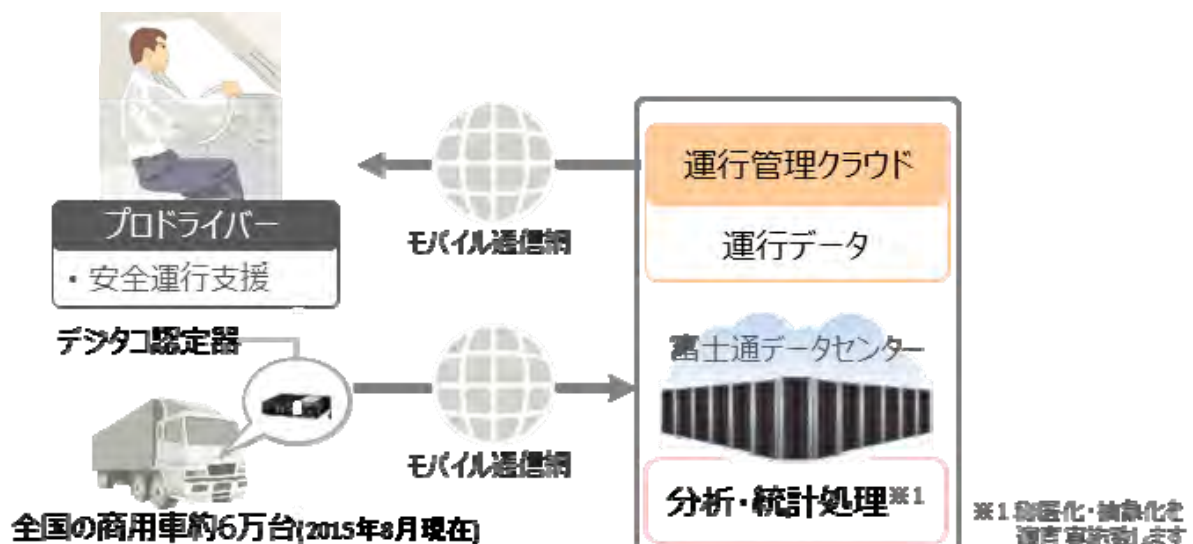 運行管理クラウド
プロドライバー
運行データ
モバイル通信網
・安全運行支援
デジタコ認定器
富士通データセンター
モバイル通信網
分析・統計処理※1
全国の商用車約6万台(2015年8月現在)
※1